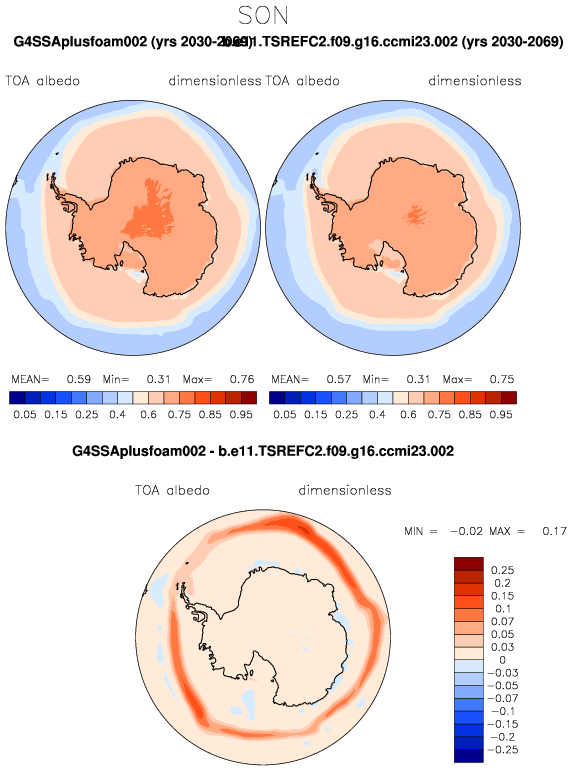 SON
G4SSAplusfoam002 (yrs 2030-2069) b.e11.TSREFC2.f09.g16.ccmi23.002 (yrs 2030-2069)
TOA albedo dimensionless TOA albedo dimensionless
MEAN= 0.59 Min= 0.31 Max= 0.76 MEAN= 0.57 Min= 0.31 Max= 0.75
0.05 0.15 0.25 0.4 0.6 0.75 0.85 0.95 0.05 0.15 0.25 0.4 0.6 0.75 0.85 0.95
G4SSAplusfoam002 - b.e11.TSREFC2.f09.g16.ccmi23.002
TOA albedo dimensionless
MIN = -0.02 MAX = 0.17
0.25
0.2
0.15
0.1
0.07
0.05
0.03
0
-0.03
-0.05
-0.07
-0.1
-0.15
-0.2
-0.25